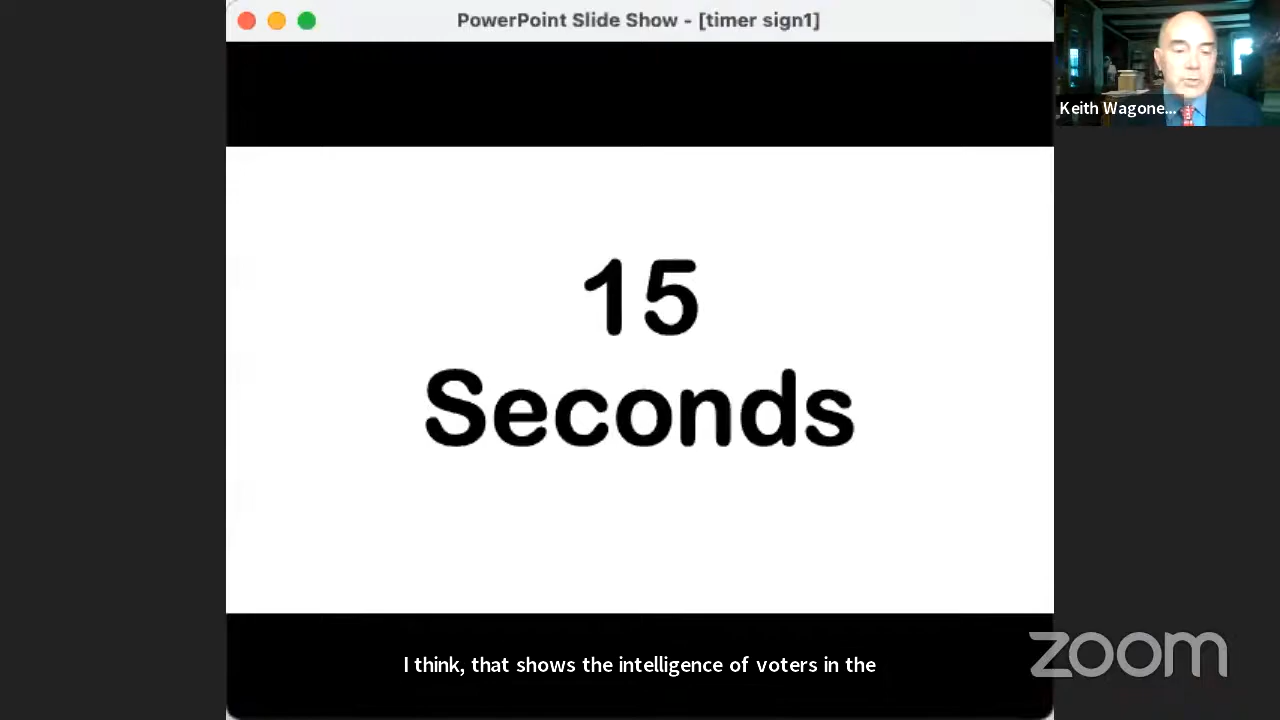 PowerPoint Slide Show - [timer sign1]
Keith Wagone...
15
Seconds
I think, that shows the intelligence of voters in the
zoom